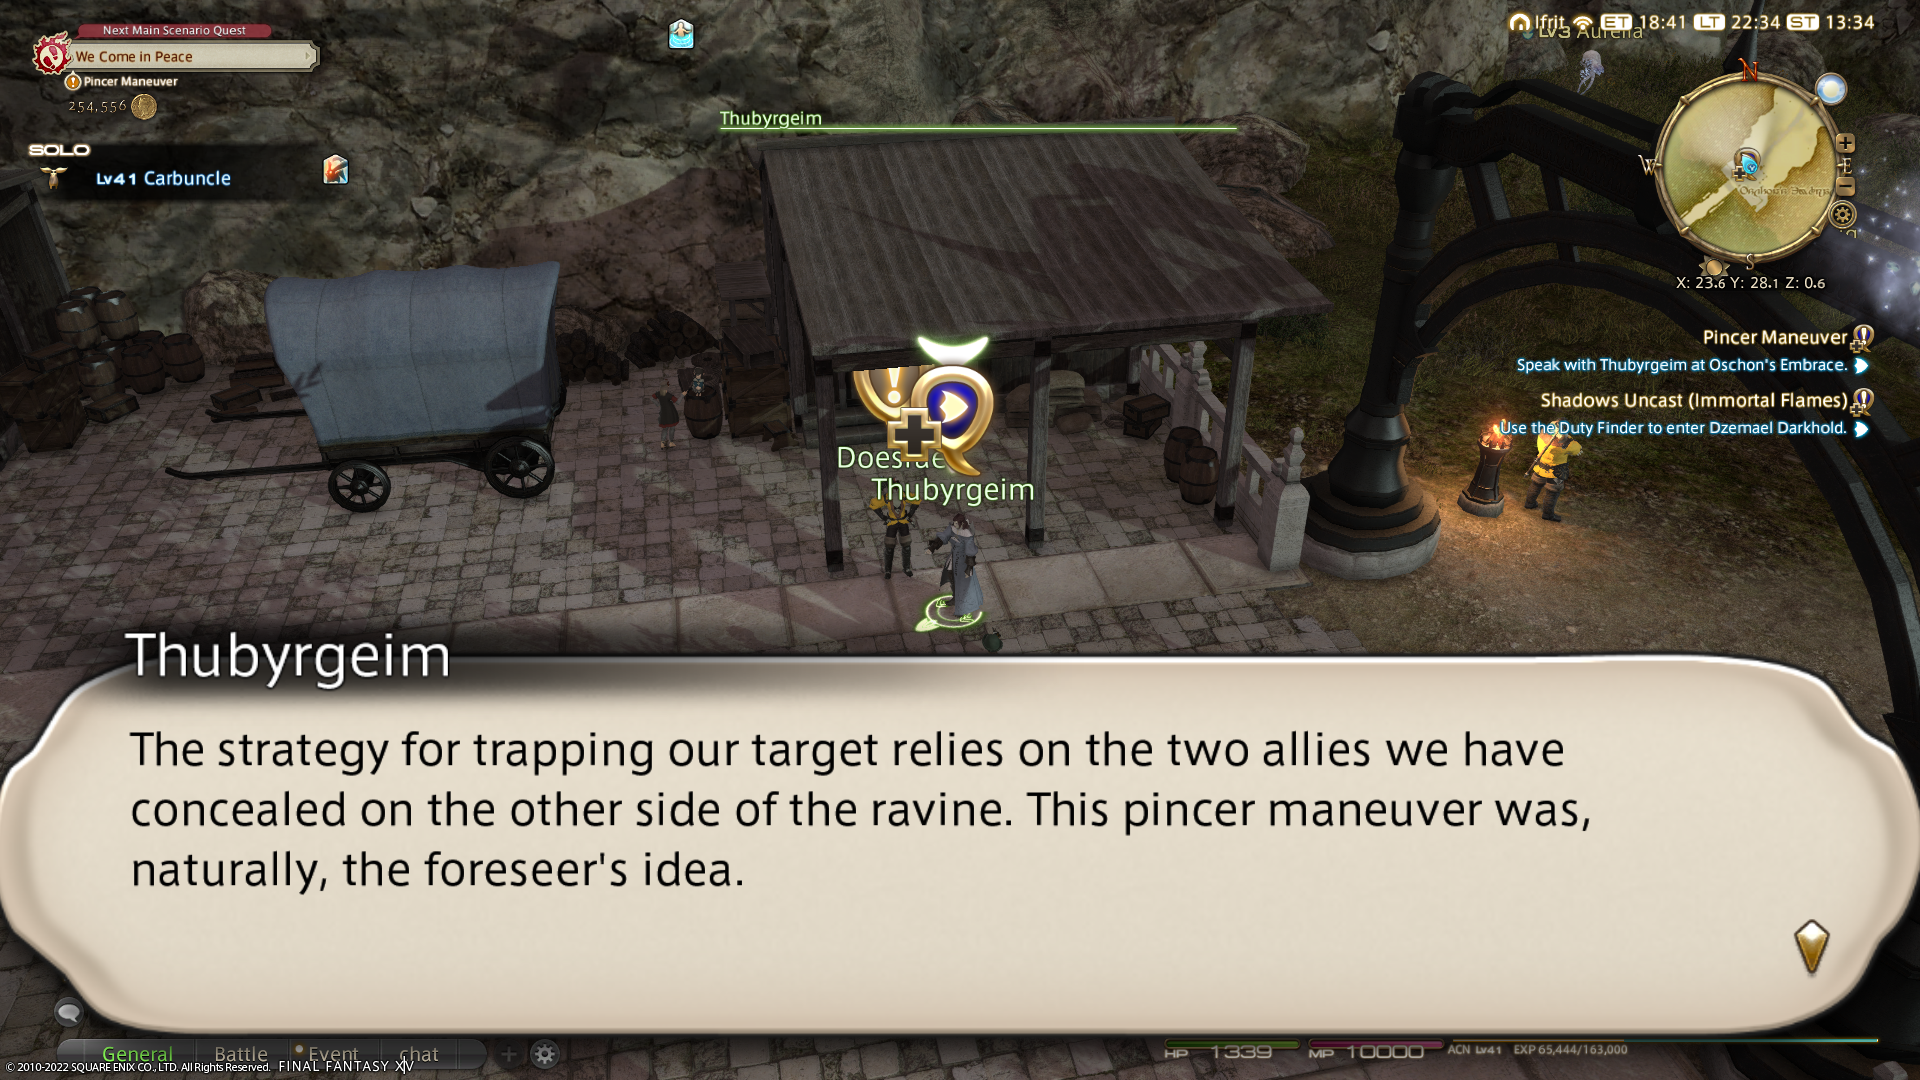 Next Main Scenario Quest
We Come in Peace
Pincer Maneuver
254,556
SOLO
Lv41 Carbuncle
Thubyrgeim
Ifrit ET 18:41 LT 22:34 ST 13:34
Lv3 Aurelia
N
W
E
S
X: 23.6 Y: 28.1 Z: 0.6
Pincer Maneuver
Speak with Thubyrgeim at Oschon's Embrace.
Shadows Uncast (Immortal Flames)
Use the Duty Finder to enter Dzemael Darkhold.
Thubyrgeim
Thubyrgeim
The strategy for trapping our target relies on the two allies we have
concealed on the other side of the ravine. This pincer maneuver was,
naturally, the foreseer's idea.
General Battle Event chat
HP 1339 MP 10000 ACN Lv41 EXP 65,444/163,000
© 2010-2022 SQUARE ENIX CO., LTD. All Rights Reserved. FINAL FANTASY XIV